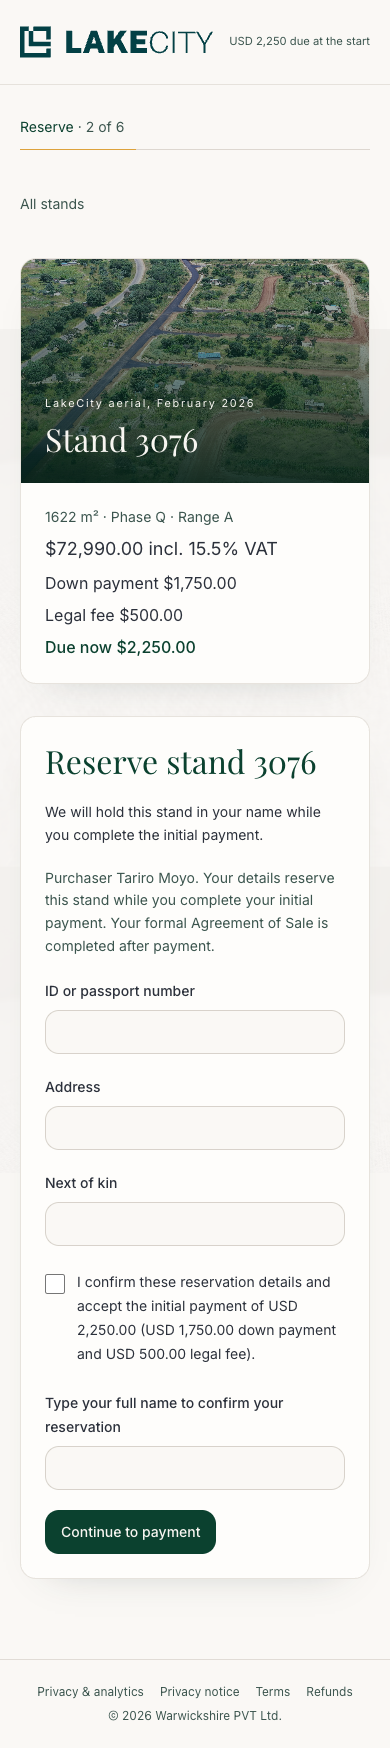 LAKECITY
USD 2,250 due at the start
Reserve · 2 of 6
All stands
LakeCity aerial, February 2026
Stand 3076
1622 m² · Phase Q · Range A
$72,990.00 incl. 15.5% VAT
Down payment $1,750.00
Legal fee $500.00
Due now $2,250.00
Reserve stand 3076
We will hold this stand in your name while
you complete the initial payment.
Purchaser Tariro Moyo. Your details reserve
this stand while you complete your initial
payment. Your formal Agreement of Sale is
completed after payment.
ID or passport number
Address
Next of kin
I confirm these reservation details and
accept the initial payment of USD
2,250.00 (USD 1,750.00 down payment
and USD 500.00 legal fee).
Type your full name to confirm your
reservation
Continue to payment
Privacy & analytics Privacy notice Terms Refunds
© 2026 Warwickshire PVT Ltd.